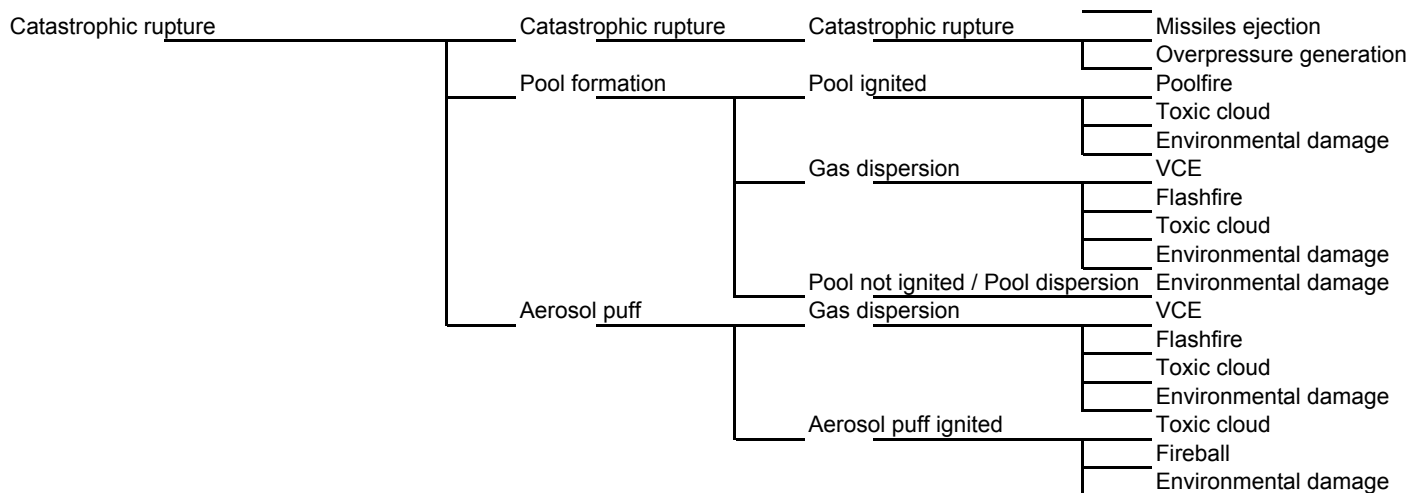 Catastrophic rupture Catastrophic rupture Catastrophic rupture Missiles ejection
Overpressure generation
Pool formation Pool ignited Poolfire
Toxic cloud
Environmental damage
Gas dispersion VCE
Flashfire
Toxic cloud
Environmental damage
Pool not ignited / Pool dispersion Environmental damage
Aerosol puff Gas dispersion VCE
Flashfire
Toxic cloud
Environmental damage
Aerosol puff ignited Toxic cloud
Fireball
Environmental damage